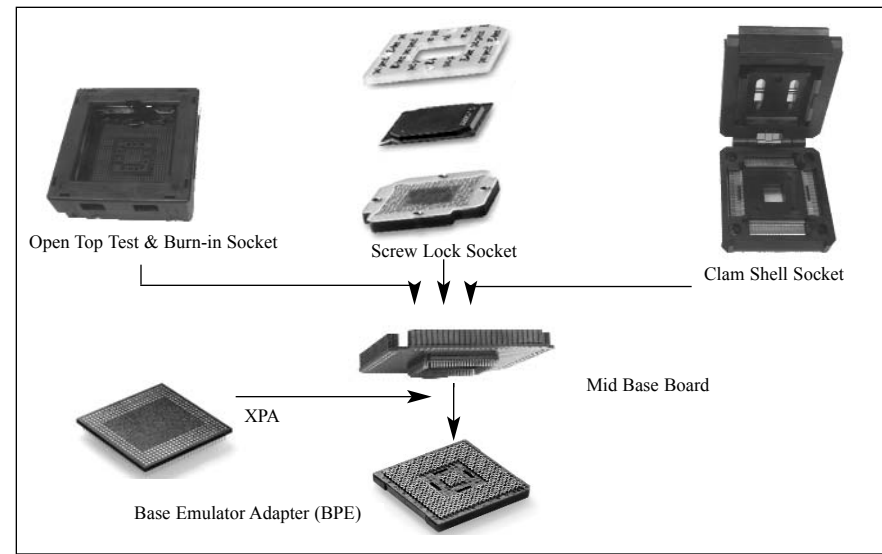 Open Top Test & Burn-in Socket
Screw Lock Socket
Clam Shell Socket
Mid Base Board
XPA
Base Emulator Adapter (BPE)